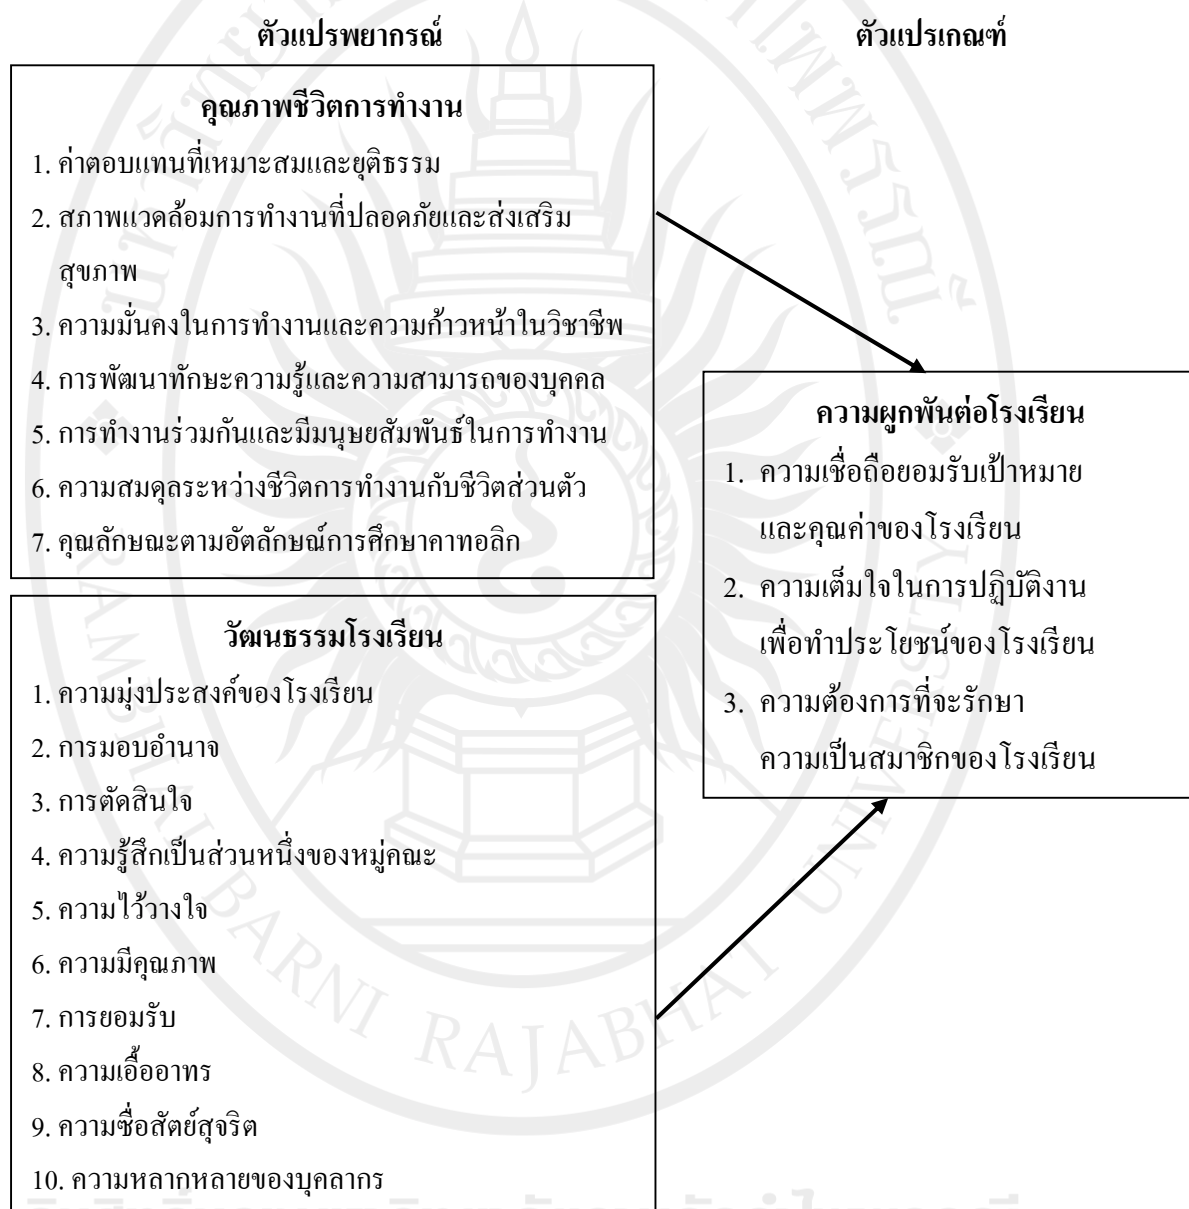 ตัวแปรพยากรณ์
ตัวแปรเกณฑ์
คุณภาพชีวิตการทำงาน
1. ค่าตอบแทนที่เหมาะสมและยุติธรรม
2. สภาพแวดล้อมการทำงานที่ปลอดภัยและส่งเสริม
สุขภาพ
3. ความมั่นคงในการทำงานและความก้าวหน้าในวิชาชีพ
4. การพัฒนาทักษะความรู้และความสามารถของบุคคล
5. การทำงานร่วมกันและมีมนุษยสัมพันธ์ในการทำงาน
6. ความสมดุลระหว่างชีวิตการทำงานกับชีวิตส่วนตัว
7. คุณลักษณะตามอัตลักษณ์การศึกษาคาทอลิก
วัฒนธรรมโรงเรียน
1. ความมุ่งประสงค์ของโรงเรียน
2. การมอบอำนาจ
3. การตัดสินใจ
4. ความรู้สึกเป็นส่วนหนึ่งของหมู่คณะ
5. ความไว้วางใจ
6. ความมีคุณภาพ
7. การยอมรับ
8. ความเอื้ออาทร
9. ความซื่อสัตย์สุจริต
10. ความหลากหลายของบุคลากร
ความผูกพันต่อโรงเรียน
1. ความเชื่อถือยอมรับเป้าหมาย
และคุณค่าของโรงเรียน
2. ความเต็มใจในการปฏิบัติงาน
เพื่อทำประโยชน์ของโรงเรียน
3. ความต้องการที่จะรักษา
ความเป็นสมาชิกของโรงเรียน
RAMBHAI BARNI RAJABHAT UNIVERSITY